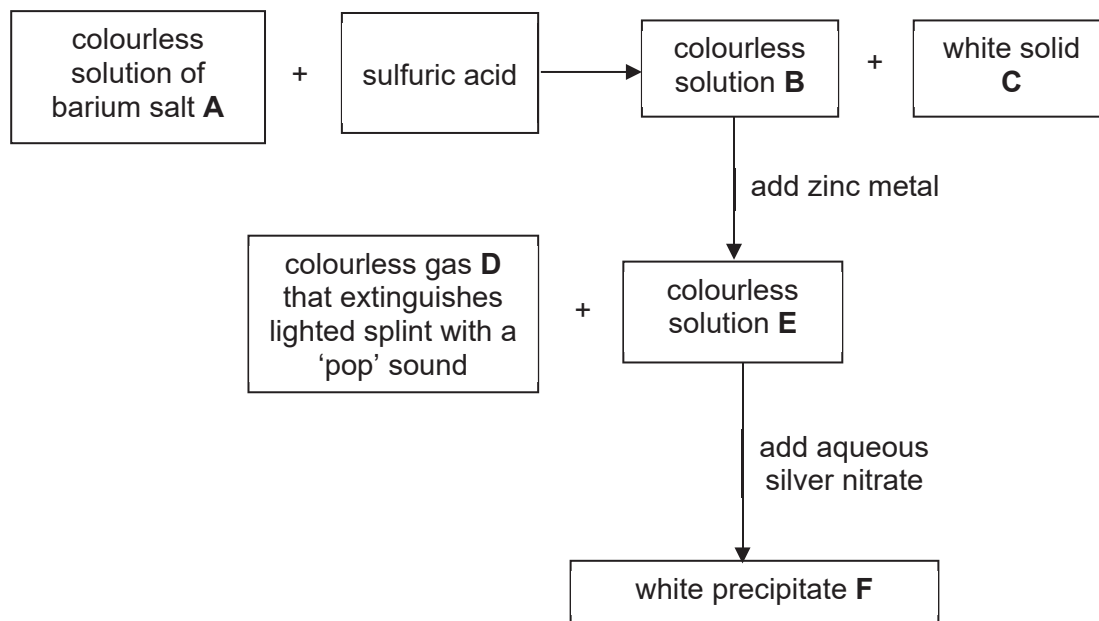 colourless
solution of
barium salt A
+
sulfuric acid
colourless
solution B
+
white solid
C
add zinc metal
colourless gas D
that extinguishes
lighted splint with a
‘pop’ sound
+
colourless
solution E
add aqueous
silver nitrate
white precipitate F